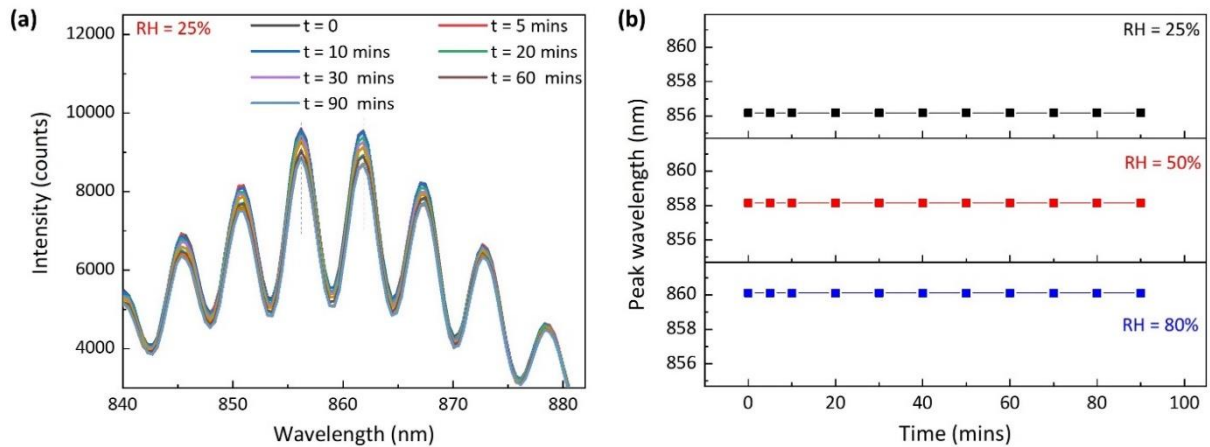 (a)
RH = 25%
t = 0
t = 5 mins
t = 10 mins
t = 20 mins
t = 30 mins
t = 60 mins
t = 90 mins
12000
10000
8000
6000
4000
Intensity (counts)
840
850
860
870
880
Wavelength (nm)
(b)
RH = 25%
860
858
856
RH = 50%
860
858
856
860
858
856
RH = 80%
Peak wavelength (nm)
0
20
40
60
80
100
Time (mins)